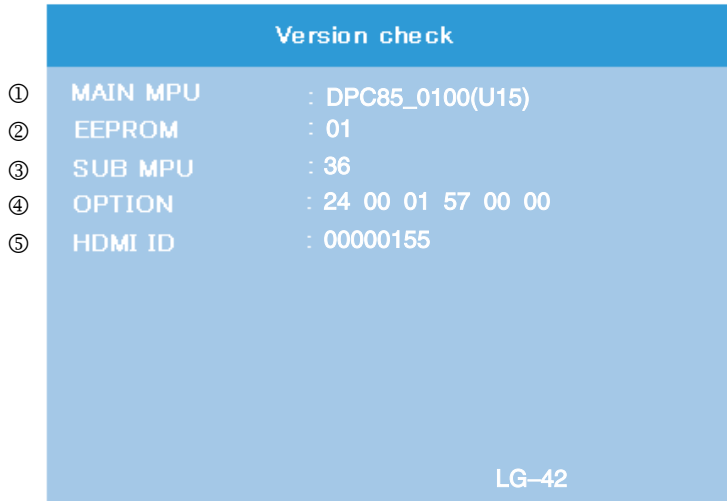 Version check
① MAIN MPU : DPC85_0100(U15)
② EEPROM : 01
③ SUB MPU : 36
④ OPTION : 24 00 01 57 00 00
⑤ HDMI ID : 00000155
LG–42